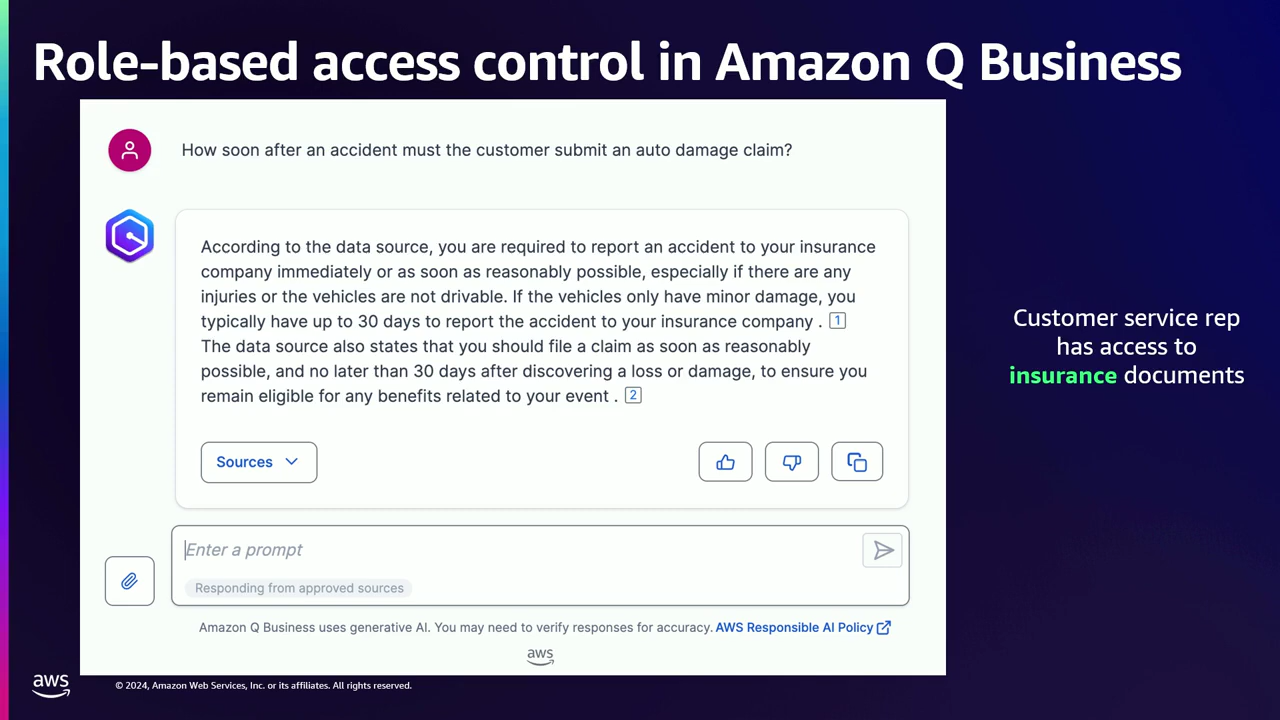 Role-based access control in Amazon Q Business
How soon after an accident must the customer submit an auto damage claim?
According to the data source, you are required to report an accident to your insurance
company immediately or as soon as reasonably possible, especially if there are any
injuries or the vehicles are not drivable. If the vehicles only have minor damage, you
typically have up to 30 days to report the accident to your insurance company . 1
The data source also states that you should file a claim as soon as reasonably
possible, and no later than 30 days after discovering a loss or damage, to ensure you
remain eligible for any benefits related to your event . 2
Sources
Enter a prompt
Responding from approved sources
Amazon Q Business uses generative AI. You may need to verify responses for accuracy. AWS Responsible AI Policy
aws
Customer service rep
has access to
insurance documents
aws
© 2024, Amazon Web Services, Inc. or its affiliates. All rights reserved.